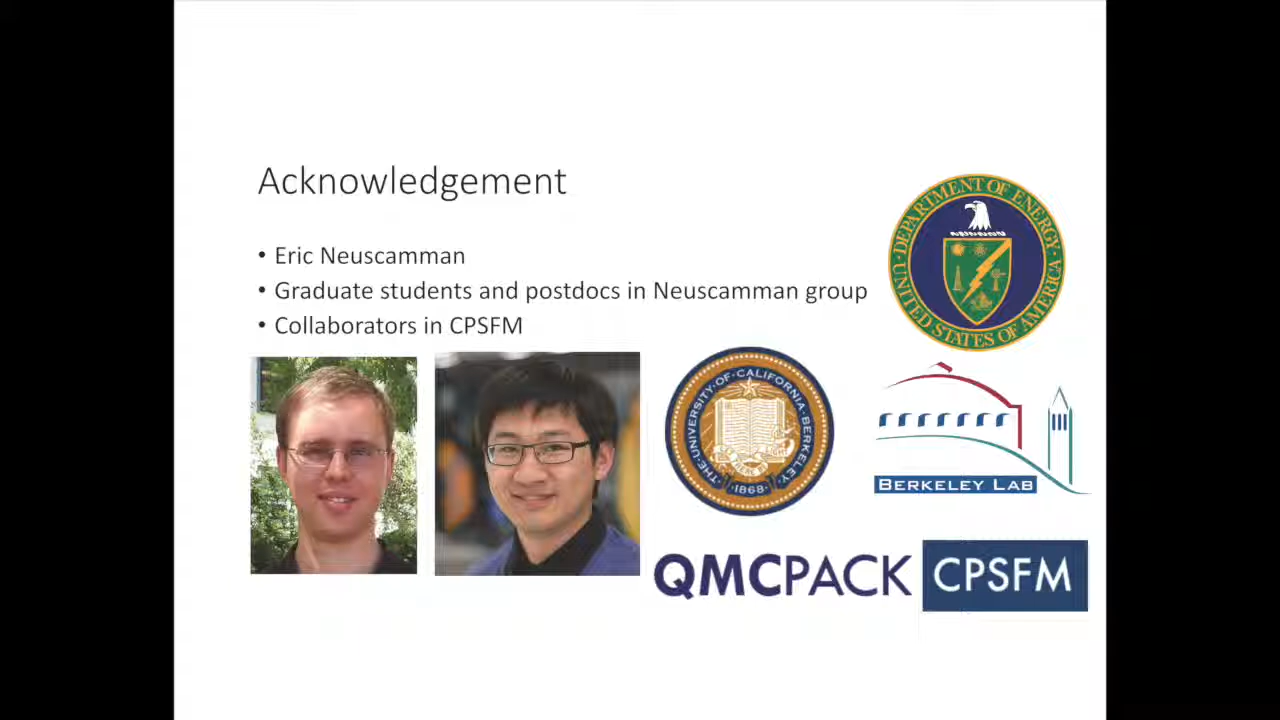 Acknowledgement
• Eric Neuscamman
• Graduate students and postdocs in Neuscamman group
• Collaborators in CPSFM
DEPARTMENT OF ENERGY
UNITED STATES OF AMERICA
THE·UNIVERSITY·OF·CALIFORNIA·BERKELEY
·1868·
BERKELEY LAB
QMCPACK
CPSFM